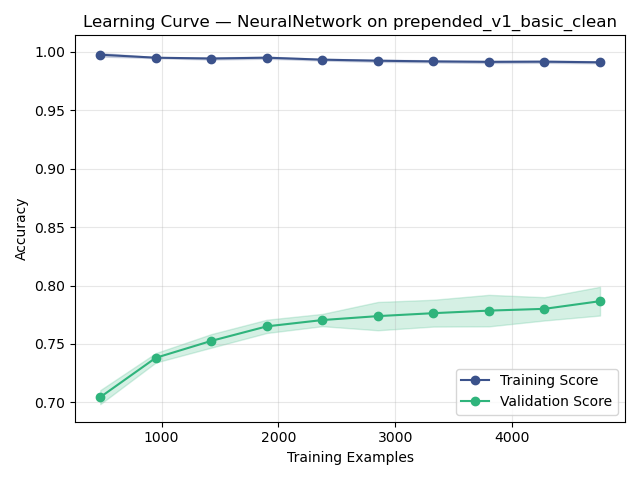 Learning Curve — NeuralNetwork on prepended_v1_basic_clean
1.00
0.95
0.90
0.85
0.80
0.75
0.70
Accuracy
1000
2000
3000
4000
Training Examples
Training Score
Validation Score